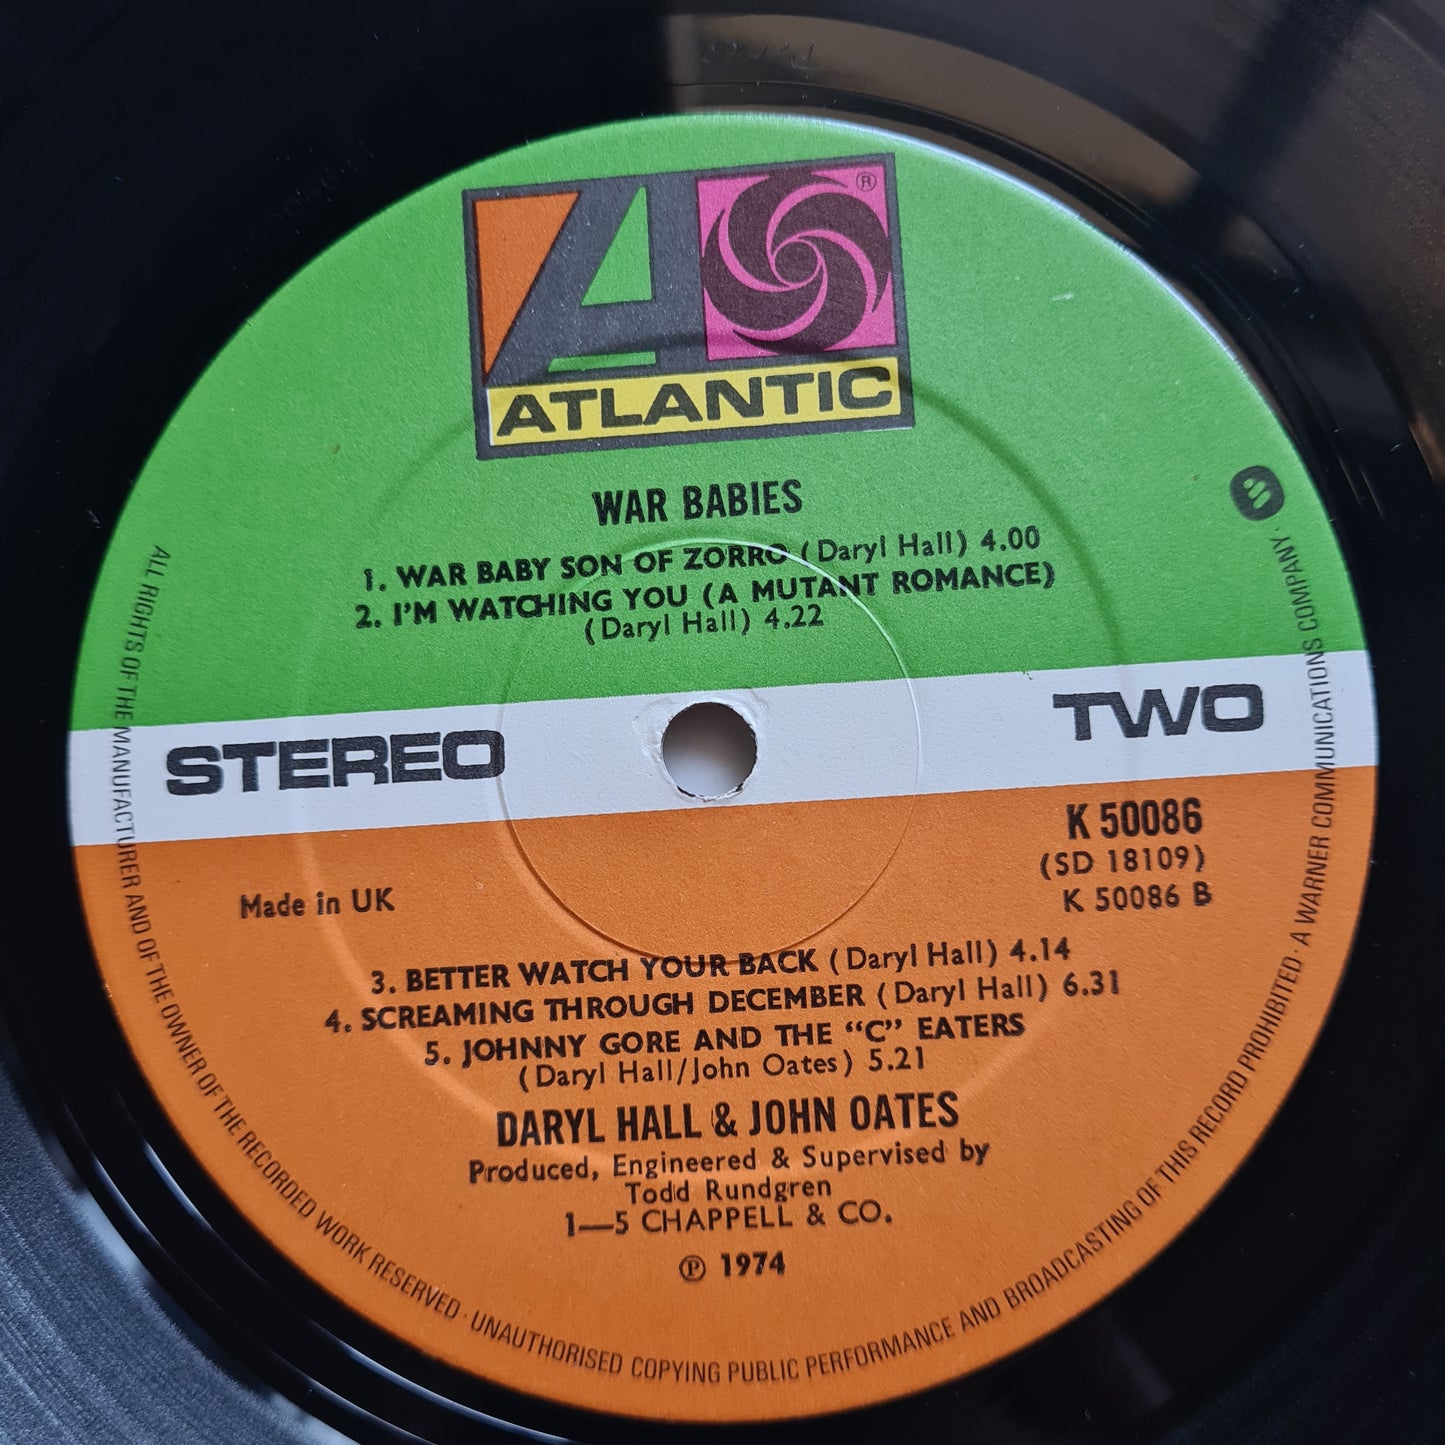 ®
ATLANTIC
WAR BABIES
1. WAR BABY SON OF ZORRO (Daryl Hall) 4.00
2. I'M WATCHING YOU (A MUTANT ROMANCE)
(Daryl Hall) 4.22
STEREO
TWO
K 50086
(SD 18109)
K 50086 B
Made in UK
3. BETTER WATCH YOUR BACK (Daryl Hall) 4.14
4. SCREAMING THROUGH DECEMBER (Daryl Hall) 6.31
5. JOHNNY GORE AND THE “C” EATERS
(Daryl Hall/John Oates) 5.21
DARYL HALL & JOHN OATES
Produced, Engineered & Supervised by
Todd Rundgren
1—5 CHAPPELL & CO.
℗ 1974
ALL RIGHTS OF THE MANUFACTURER AND OF THE OWNER OF THE RECORDED WORK RESERVED · UNAUTHORISED COPYING PUBLIC PERFORMANCE AND BROADCASTING OF THIS RECORD PROHIBITED · A WARNER COMMUNICATIONS COMPANY ·